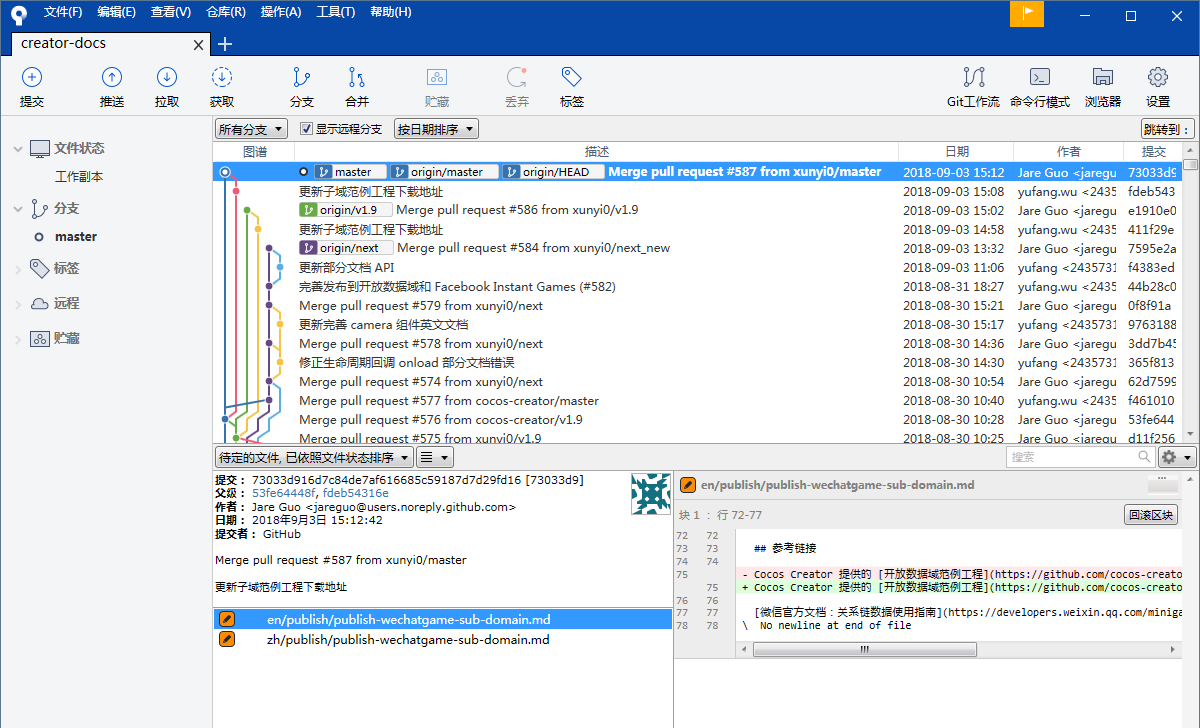 文件(F) 编辑(E) 查看(V) 仓库(R) 操作(A) 工具(T) 帮助(H)
creator-docs
提交 推送 拉取 获取 分支 合并 贮藏 丢弃 标签 Git工作流 命令行模式 浏览器 设置
文件状态
工作副本
分支
master
标签
远程
贮藏
所有分支 显示远程分支 按日期排序 跳转到:
图谱 描述 日期 作者 提交
master origin/master origin/HEAD Merge pull request #587 from xunyi0/master 2018-09-03 15:12 Jare Guo <jaregu 73033d9
更新子域范例工程下载地址 2018-09-03 15:08 yufang.wu <2435 fdeb543
origin/v1.9 Merge pull request #586 from xunyi0/v1.9 2018-09-03 15:02 Jare Guo <jaregu e1910e0
更新子域范例工程下载地址 2018-09-03 14:58 yufang.wu <2435 411f29e
origin/next Merge pull request #584 from xunyi0/next_new 2018-09-03 13:32 Jare Guo <jaregu 7595e2a
更新部分文档 API 2018-09-03 11:06 yufang <2435731 f4383ed
完善发布到开放数据域和 Facebook Instant Games (#582) 2018-08-31 18:27 yufang.wu <2435 44b28c0
Merge pull request #579 from xunyi0/next 2018-08-30 15:21 Jare Guo <jaregu 0f8f91a
更新完善 camera 组件英文文档 2018-08-30 15:17 yufang <2435731 9763188
Merge pull request #578 from xunyi0/next 2018-08-30 14:36 Jare Guo <jaregu 3dd7b45
修正生命周期回调 onload 部分文档错误 2018-08-30 14:30 yufang <2435731 365f813
Merge pull request #574 from xunyi0/next 2018-08-30 10:54 Jare Guo <jaregu 62d7599
Merge pull request #577 from cocos-creator/master 2018-08-30 10:40 yufang.wu <2435 f461010
Merge pull request #576 from cocos-creator/v1.9 2018-08-30 10:28 Jare Guo <jaregu 53fe644
Merge pull request #575 from xunyi0/v1.9 2018-08-30 10:25 Jare Guo <jaregu d11f256
待定的文件, 已依照文件状态排序 搜索
提交: 73033d916d7c84de7af616685c59187d7d29fd16 [73033d9]
父级: 53fe64448f, fdeb54316e
作者: Jare Guo <jareguo@users.noreply.github.com>
日期: 2018年9月3日 15:12:42
提交者: GitHub
Merge pull request #587 from xunyi0/master
更新子域范例工程下载地址
en/publish/publish-wechatgame-sub-domain.md
zh/publish/publish-wechatgame-sub-domain.md
en/publish/publish-wechatgame-sub-domain.md
块 1 : 行 72-77 回滚区块
72 72
73 73 ## 参考链接
74 74
75 - Cocos Creator 提供的 [开放数据域范例工程](https://github.com/cocos-creato
75 + Cocos Creator 提供的 [开放数据域范例工程](https://github.com/cocos-creato
76 76
77 77 [微信官方文档:关系链数据使用指南](https://developers.weixin.qq.com/miniga
78 78 \ No newline at end of file